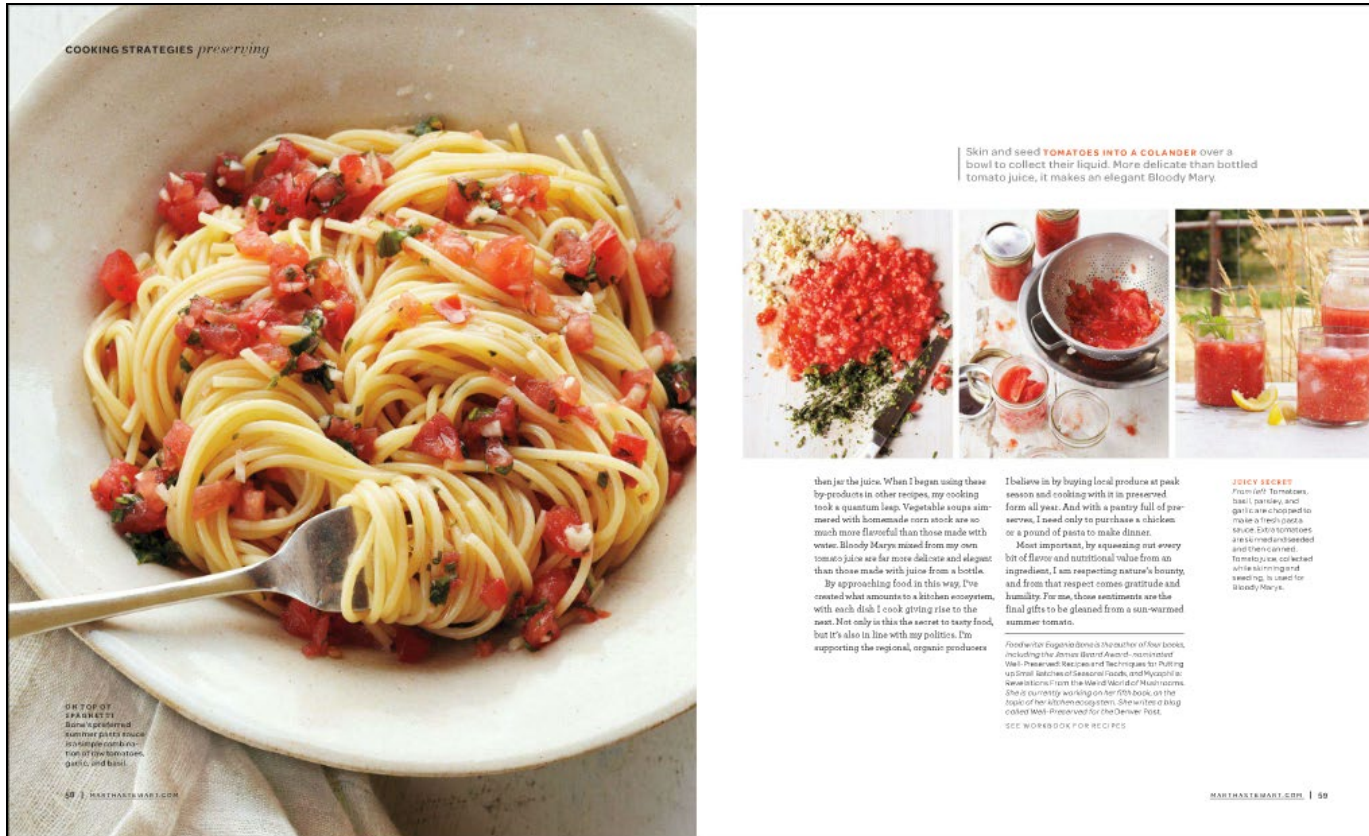 COOKING STRATEGIES preserving
ON TOP OF
SPAGHETTI
Bone's preferred
summer pasta sauce
is a simple combina-
tion of raw tomatoes,
garlic, and basil.
58 | MARTHASTEWART.COM
Skin and seed TOMATOES INTO A COLANDER over a
bowl to collect their liquid. More delicate than bottled
tomato juice, it makes an elegant Bloody Mary.
then jar the juice. When I began using these
by-products in other recipes, my cooking
took a quantum leap. Vegetable soups sim-
mered with homemade corn stock are so
much more flavorful than those made with
water. Bloody Marys mixed from my own
tomato juice are far more delicate and elegant
than those made with juice from a bottle.
By approaching food in this way, I've
created what amounts to a kitchen ecosystem,
with each dish I cook giving rise to the
next. Not only is this the secret to tasty food,
but it's also in line with my politics. I'm
supporting the regional, organic producers
I believe in by buying local produce at peak
season and cooking with it in preserved
form all year. And with a pantry full of pre-
serves, I need only to purchase a chicken
or a pound of pasta to make dinner.
Most important, by squeezing out every
bit of flavor and nutritional value from an
ingredient, I am respecting nature's bounty,
and from that respect comes gratitude and
humility. For me, those sentiments are the
final gifts to be gleaned from a sun-warmed
summer tomato.
Food writer Eugenia Bone is the author of four books,
including the James Beard Award–nominated
Well-Preserved: Recipes and Techniques for Putting
up Small Batches of Seasonal Foods, and Mycophilia:
Revelations From the Weird World of Mushrooms.
She is currently working on her fifth book, on the
topic of her kitchen ecosystem. She writes a blog
called Well-Preserved for the Denver Post.
SEE WORKBOOK FOR RECIPES
JUICY SECRET
From left: Tomatoes,
basil, parsley, and
garlic are chopped to
make a fresh pasta
sauce. Extra tomatoes
are skinned and seeded
and then canned.
Tomato juice, collected
while skinning and
seeding, is used for
Bloody Marys.
MARTHASTEWART.COM | 59